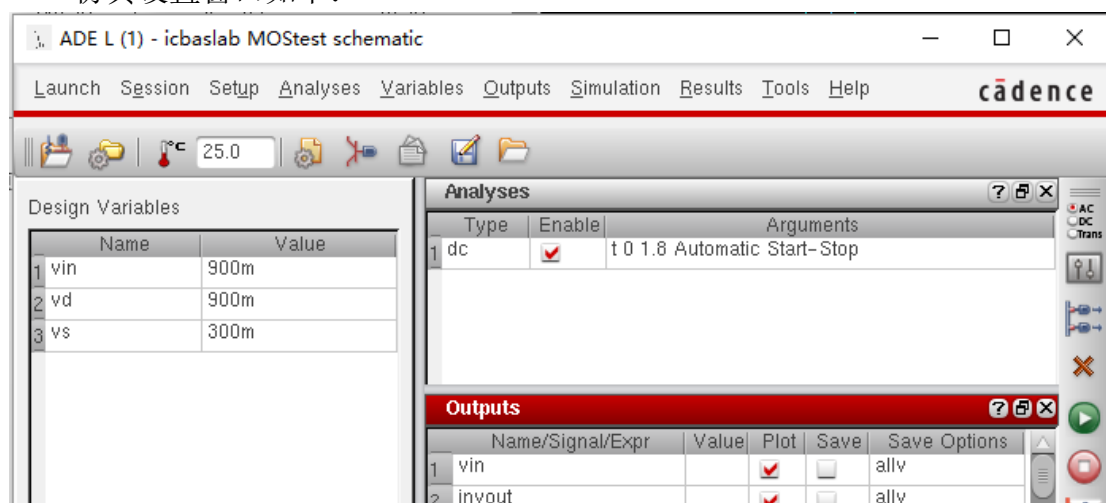 ADE L (1) - icbaslab MOStest schematic
Launch Session Setup Analyses Variables Outputs Simulation Results Tools Help cādence
°C 25.0
Design Variables
Name Value
1 vin 900m
2 vd 900m
3 vs 300m
Analyses
Type Enable Arguments
1 dc t 0 1.8 Automatic Start-Stop
Outputs
Name/Signal/Expr Value Plot Save Save Options
1 vin allv
2 invout allv
AC
DC
Trans